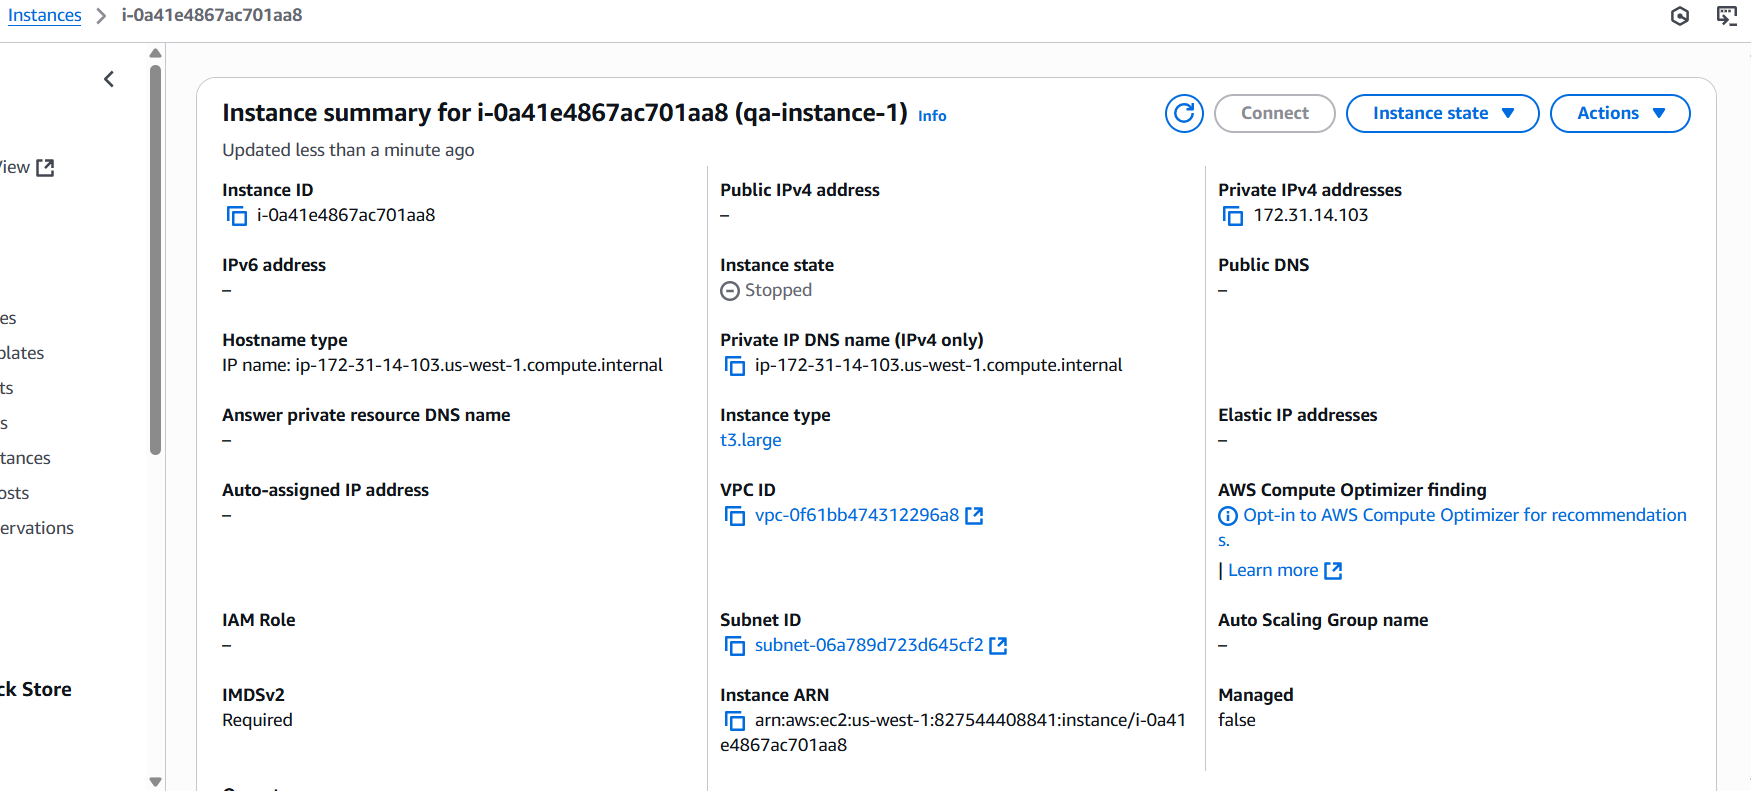 Instances > i-0a41e4867ac701aa8
Instance summary for i-0a41e4867ac701aa8 (qa-instance-1) Info
Connect
Instance state
Actions
Updated less than a minute ago
Instance ID
i-0a41e4867ac701aa8
Public IPv4 address
–
Private IPv4 addresses
172.31.14.103
IPv6 address
–
Instance state
Stopped
Public DNS
–
Hostname type
IP name: ip-172-31-14-103.us-west-1.compute.internal
Private IP DNS name (IPv4 only)
ip-172-31-14-103.us-west-1.compute.internal
Answer private resource DNS name
–
Instance type
t3.large
Elastic IP addresses
–
Auto-assigned IP address
–
VPC ID
vpc-0f61bb474312296a8
AWS Compute Optimizer finding
Opt-in to AWS Compute Optimizer for recommendation
s.
| Learn more
IAM Role
–
Subnet ID
subnet-06a789d723d645cf2
Auto Scaling Group name
–
IMDSv2
Required
Instance ARN
arn:aws:ec2:us-west-1:827544408841:instance/i-0a41
e4867ac701aa8
Managed
false
iew
es
plates
ts
s
tances
osts
ervations
ck Store